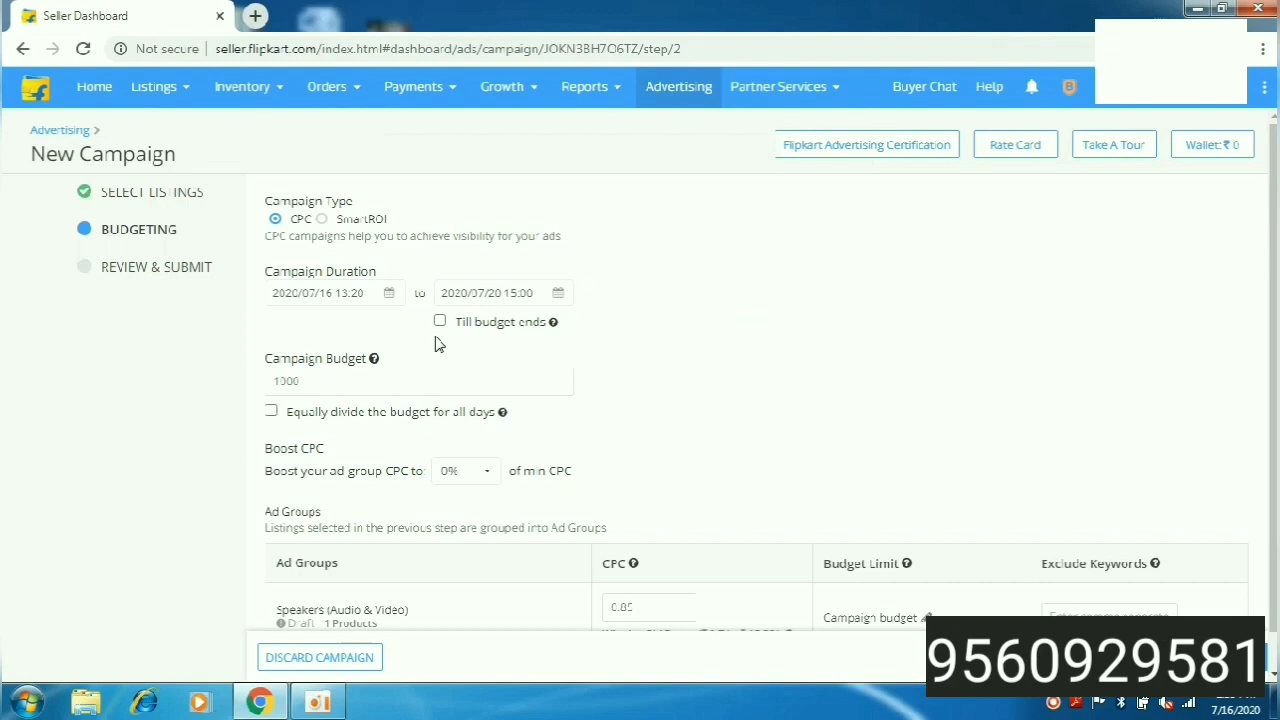 Seller Dashboard
Not secure | seller.flipkart.com/index.html#dashboard/ads/campaign/JOKN3BH7O6TZ/step/2
Home Listings Inventory Orders Payments Growth Reports Advertising Partner Services Buyer Chat Help
Advertising >
New Campaign
Flipkart Advertising Certification Rate Card Take A Tour Wallet: ₹ 0
SELECT LISTINGS
BUDGETING
REVIEW & SUBMIT
Campaign Type
CPC SmartROI
CPC campaigns help you to achieve visibility for your ads
Campaign Duration
2020/07/16 13:20 to 2020/07/20 15:00
Till budget ends
Campaign Budget
1000
Equally divide the budget for all days
Boost CPC
Boost your ad group CPC to: 0% of min CPC
Ad Groups
Listings selected in the previous step are grouped into Ad Groups
Ad Groups CPC Budget Limit Exclude Keywords
Speakers (Audio & Video) 0.85
Draft 1 Products Campaign budget
DISCARD CAMPAIGN
9560929581
7/16/2020